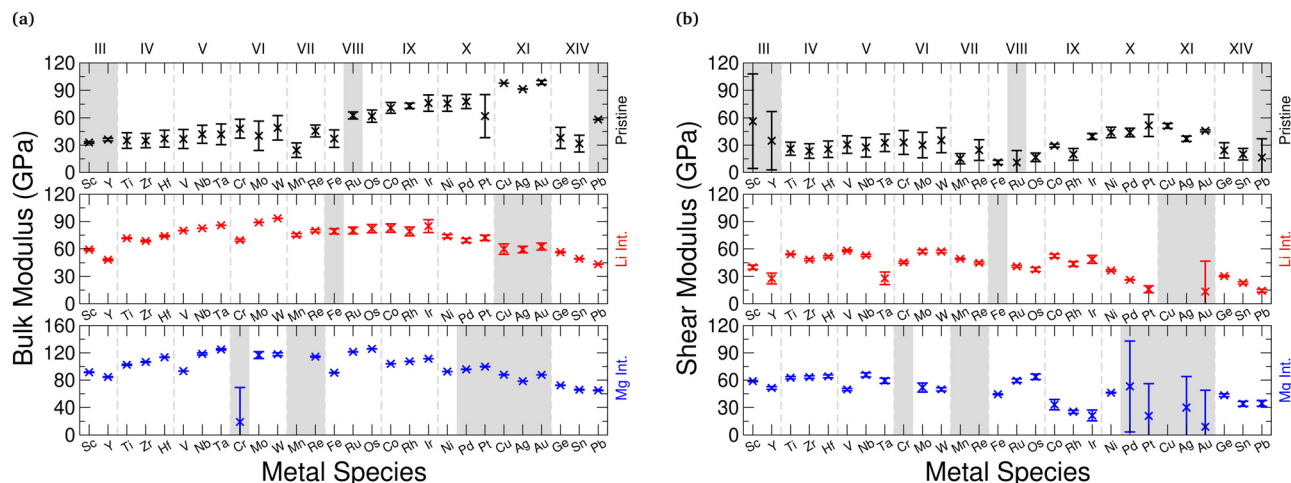 (a)
III IV V VI VII VIII IX X XI XIV
120
90
60
30
0
Pristine
Sc Y Ti Zr Hf V Nb Ta Cr Mo W Mn Re Fe Ru Os Co Rh Ir Ni Pd Pt Cu Ag Au Ge Sn Pb
120
90
60
30
0
Li Int.
Sc Y Ti Zr Hf V Nb Ta Cr Mo W Mn Re Fe Ru Os Co Rh Ir Ni Pd Pt Cu Ag Au Ge Sn Pb
160
120
80
40
0
Mg Int.
Sc Y Ti Zr Hf V Nb Ta Cr Mo W Mn Re Fe Ru Os Co Rh Ir Ni Pd Pt Cu Ag Au Ge Sn Pb
Bulk Modulus (GPa)
Metal Species
(b)
III IV V VI VII VIII IX X XI XIV
120
90
60
30
0
Pristine
Sc Y Ti Zr Hf V Nb Ta Cr Mo W Mn Re Fe Ru Os Co Rh Ir Ni Pd Pt Cu Ag Au Ge Sn Pb
120
90
60
30
0
Li Int.
Sc Y Ti Zr Hf V Nb Ta Cr Mo W Mn Re Fe Ru Os Co Rh Ir Ni Pd Pt Cu Ag Au Ge Sn Pb
120
90
60
30
0
Mg Int.
Sc Y Ti Zr Hf V Nb Ta Cr Mo W Mn Re Fe Ru Os Co Rh Ir Ni Pd Pt Cu Ag Au Ge Sn Pb
Shear Modulus (GPa)
Metal Species